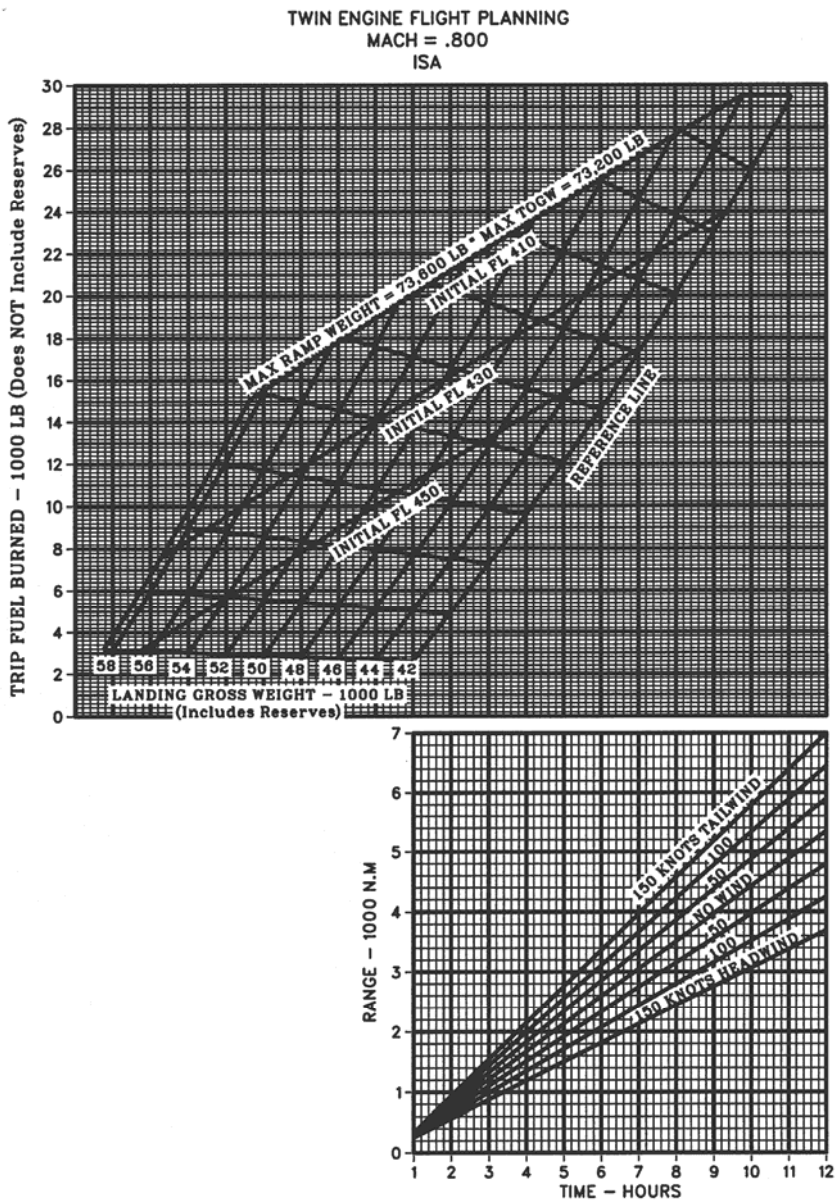 TWIN ENGINE FLIGHT PLANNING
MACH = .800
ISA
TRIP FUEL BURNED – 1000 LB (Does NOT Include Reserves)
30
28
26
24
22
20
18
16
14
12
10
8
6
4
2
0
MAX RAMP WEIGHT = 73,600 LB * MAX TOGW = 73,200 LB
INITIAL FL 410
INITIAL FL 430
INITIAL FL 450
REFERENCE LINE
58 56 54 52 50 48 46 44 42
LANDING GROSS WEIGHT – 1000 LB
(Includes Reserves)
RANGE – 1000 N.M
7
6
5
4
3
2
1
0
150 KNOTS TAILWIND
100
50
NO WIND
50
100
150 KNOTS HEADWIND
1 2 3 4 5 6 7 8 9 10 11 12
TIME – HOURS